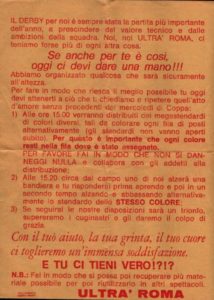 IL DERBY per noi è sempre stata la partita più importante
dell'anno, a prescindere dal valore tecnico e dalle
ambizioni della squadra. Noi, noi ULTRA' ROMA, ci
teniamo forse più di ogni altra cosa.
Se anche per te è così,
oggi ci devi dare una mano!!!
Abbiamo organizzato qualcosa che sarà sicuramente
all'altezza.
Per fare in modo che riesca il meglio possibile fu oggi
devi attenerti a ciò che ti chiediamo e ripetere quell'atto
d'amore senza precedenti del mercoledì di Coppa:
1) Alle ore 15.00 verranno distribuiti dei
di colori diversi, tali da colorare ogni fila di posti
alternativamente (gli stendardi non vanno aperti
subito). Per questo è importante che ogni colore
resti nella fila dove è stato insegnato.
PER FAVORE FAI IN MODO CHE NON SI DAN-
NEGGI NULLA e collabora con gli addetti alla
distribuzione;
2) Alle 15.20 circa dal campo uno di noi alzerà una
bandiera e tu risponderai prima aprendo e poi in un
secondo tempo alzando e abbassando alternativa-
mente lo stendardo dello STESSO COLORE;
3) Se seguirai le nostre disposizioni sarà un trionfo,
supereremo i giornali e gli daremo il colpo di
grazia.
Con il tuo aiuto, la tua grinta, il tuo cuore
ci toglieremo un'immensa soddisfazione.
E TU CI TIENI VERO!?!?
N.B.: Fai in modo che si possa poi recuperare più mate-
riale possibile per poi riutilizzarlo in altri spettacoli.
ULTRA' ROMA